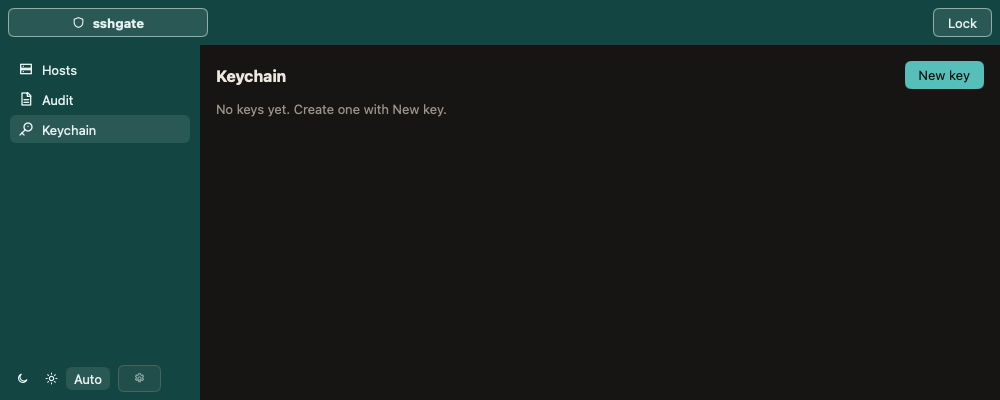 sshgate
Lock
Hosts
Audit
Keychain
Keychain
New key
No keys yet. Create one with New key.
Auto